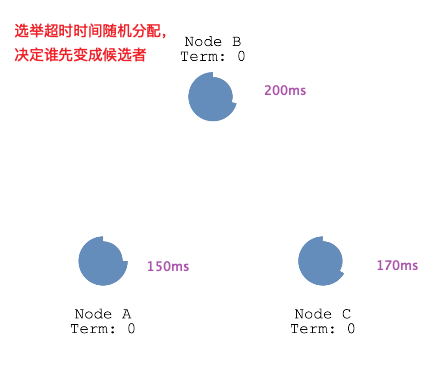 选举超时时间随机分配，
决定谁先变成候选者
Node B
Term: 0
200ms
150ms
170ms
Node A
Term: 0
Node C
Term: 0